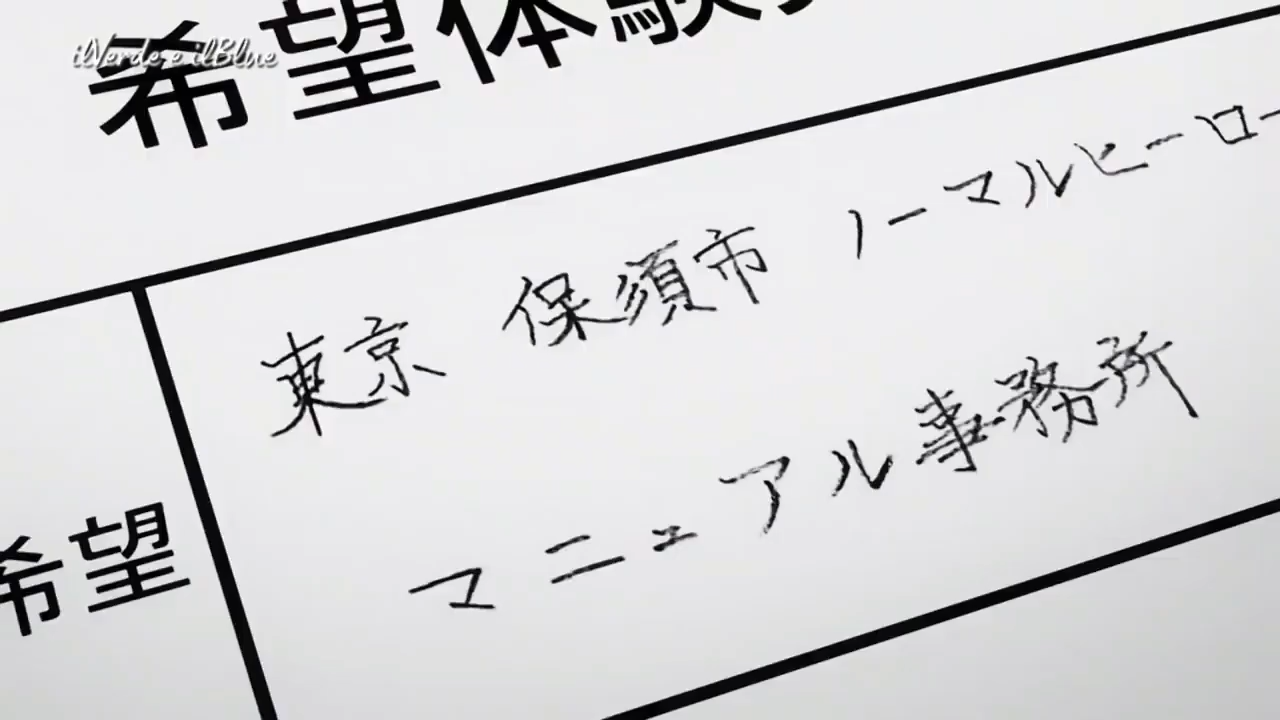 ilVerde e ilBlue
希望体験
東京 保須市 ノーマルヒーロー
マニュアル事務所
希望